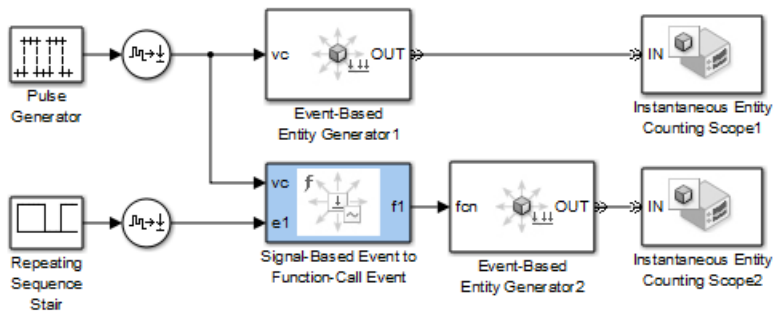 Pulse
Generator
vc
OUT
Event-Based
Entity Generator1
IN
Instantaneous Entity
Counting Scope1
Repeating
Sequence
Stair
vc
e1
f
f1
Signal-Based Event to
Function-Call Event
fcn
OUT
Event-Based
Entity Generator2
IN
Instantaneous Entity
Counting Scope2